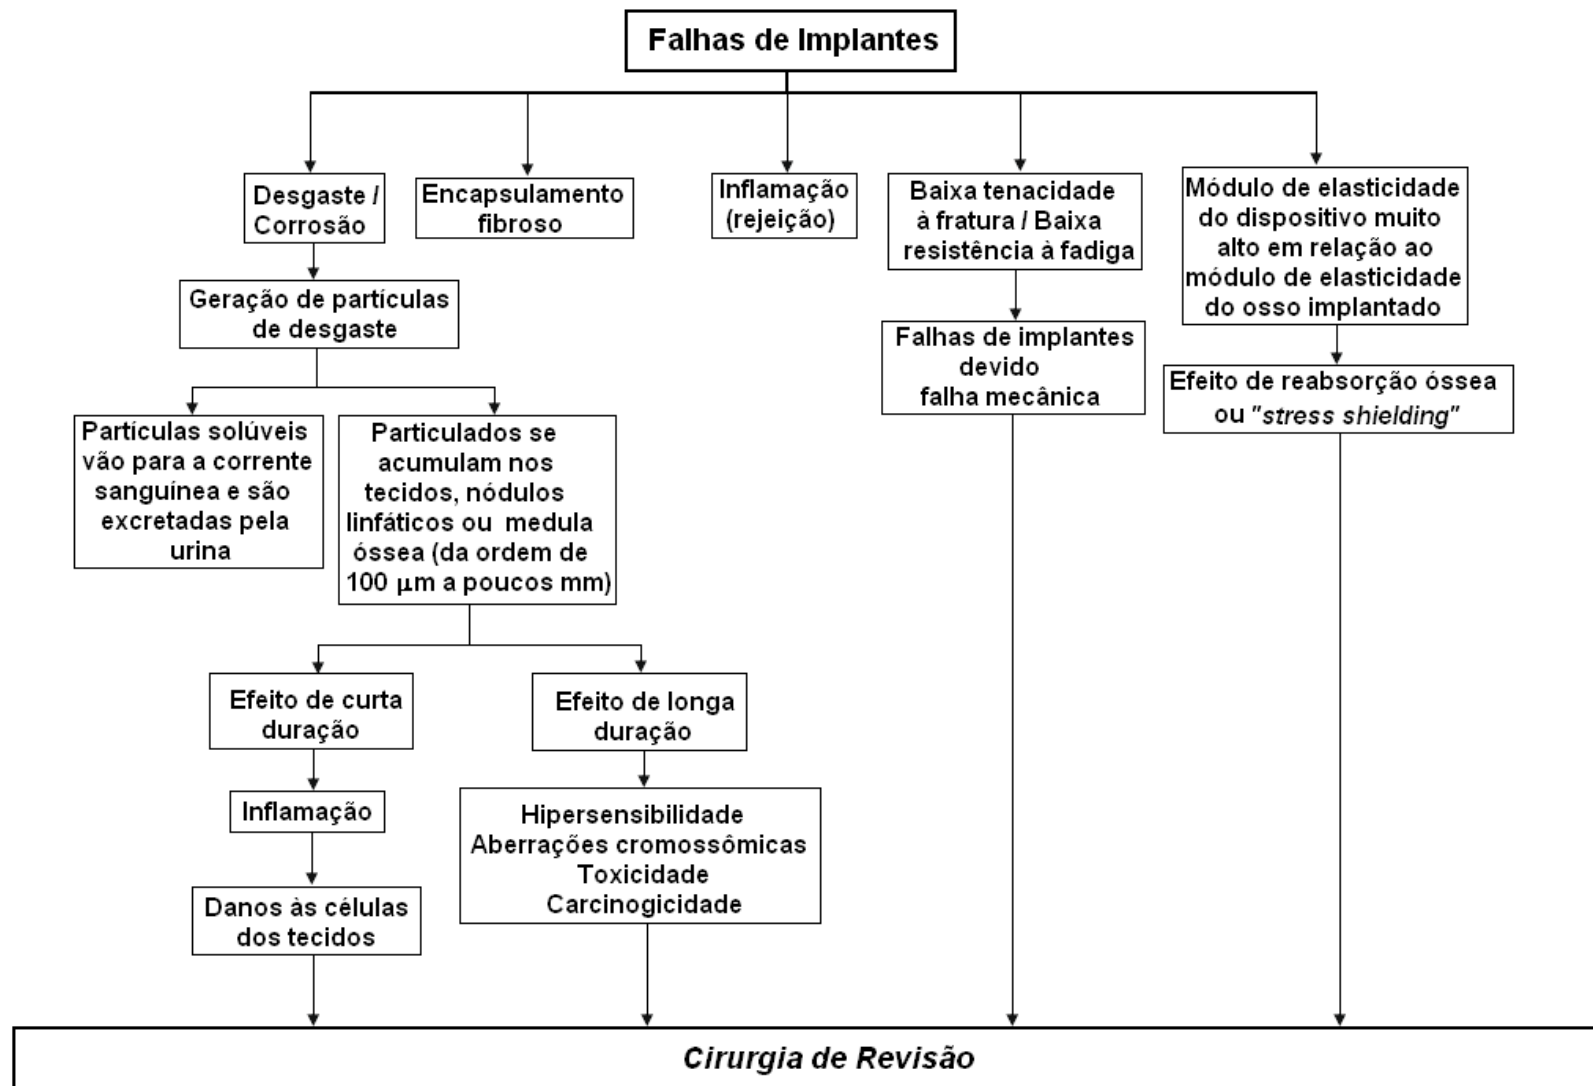 Falhas de Implantes
Desgaste /
Corrosão
Encapsulamento
fibroso
Inflamação
(rejeição)
Baixa tenacidade
à fratura / Baixa
resistência à fadiga
Módulo de elasticidade
do dispositivo muito
alto em relação ao
módulo de elasticidade
do osso implantado
Geração de partículas
de desgaste
Falhas de implantes
devido
falha mecânica
Efeito de reabsorção óssea
ou "stress shielding"
Partículas solúveis
vão para a corrente
sanguínea e são
excretadas pela
urina
Particulados se
acumulam nos
tecidos, nódulos
linfáticos ou medula
óssea (da ordem de
100 μm a poucos mm)
Efeito de curta
duração
Efeito de longa
duração
Inflamação
Hipersensibilidade
Aberrações cromossômicas
Toxicidade
Carcinogicidade
Danos às células
dos tecidos
Cirurgia de Revisão